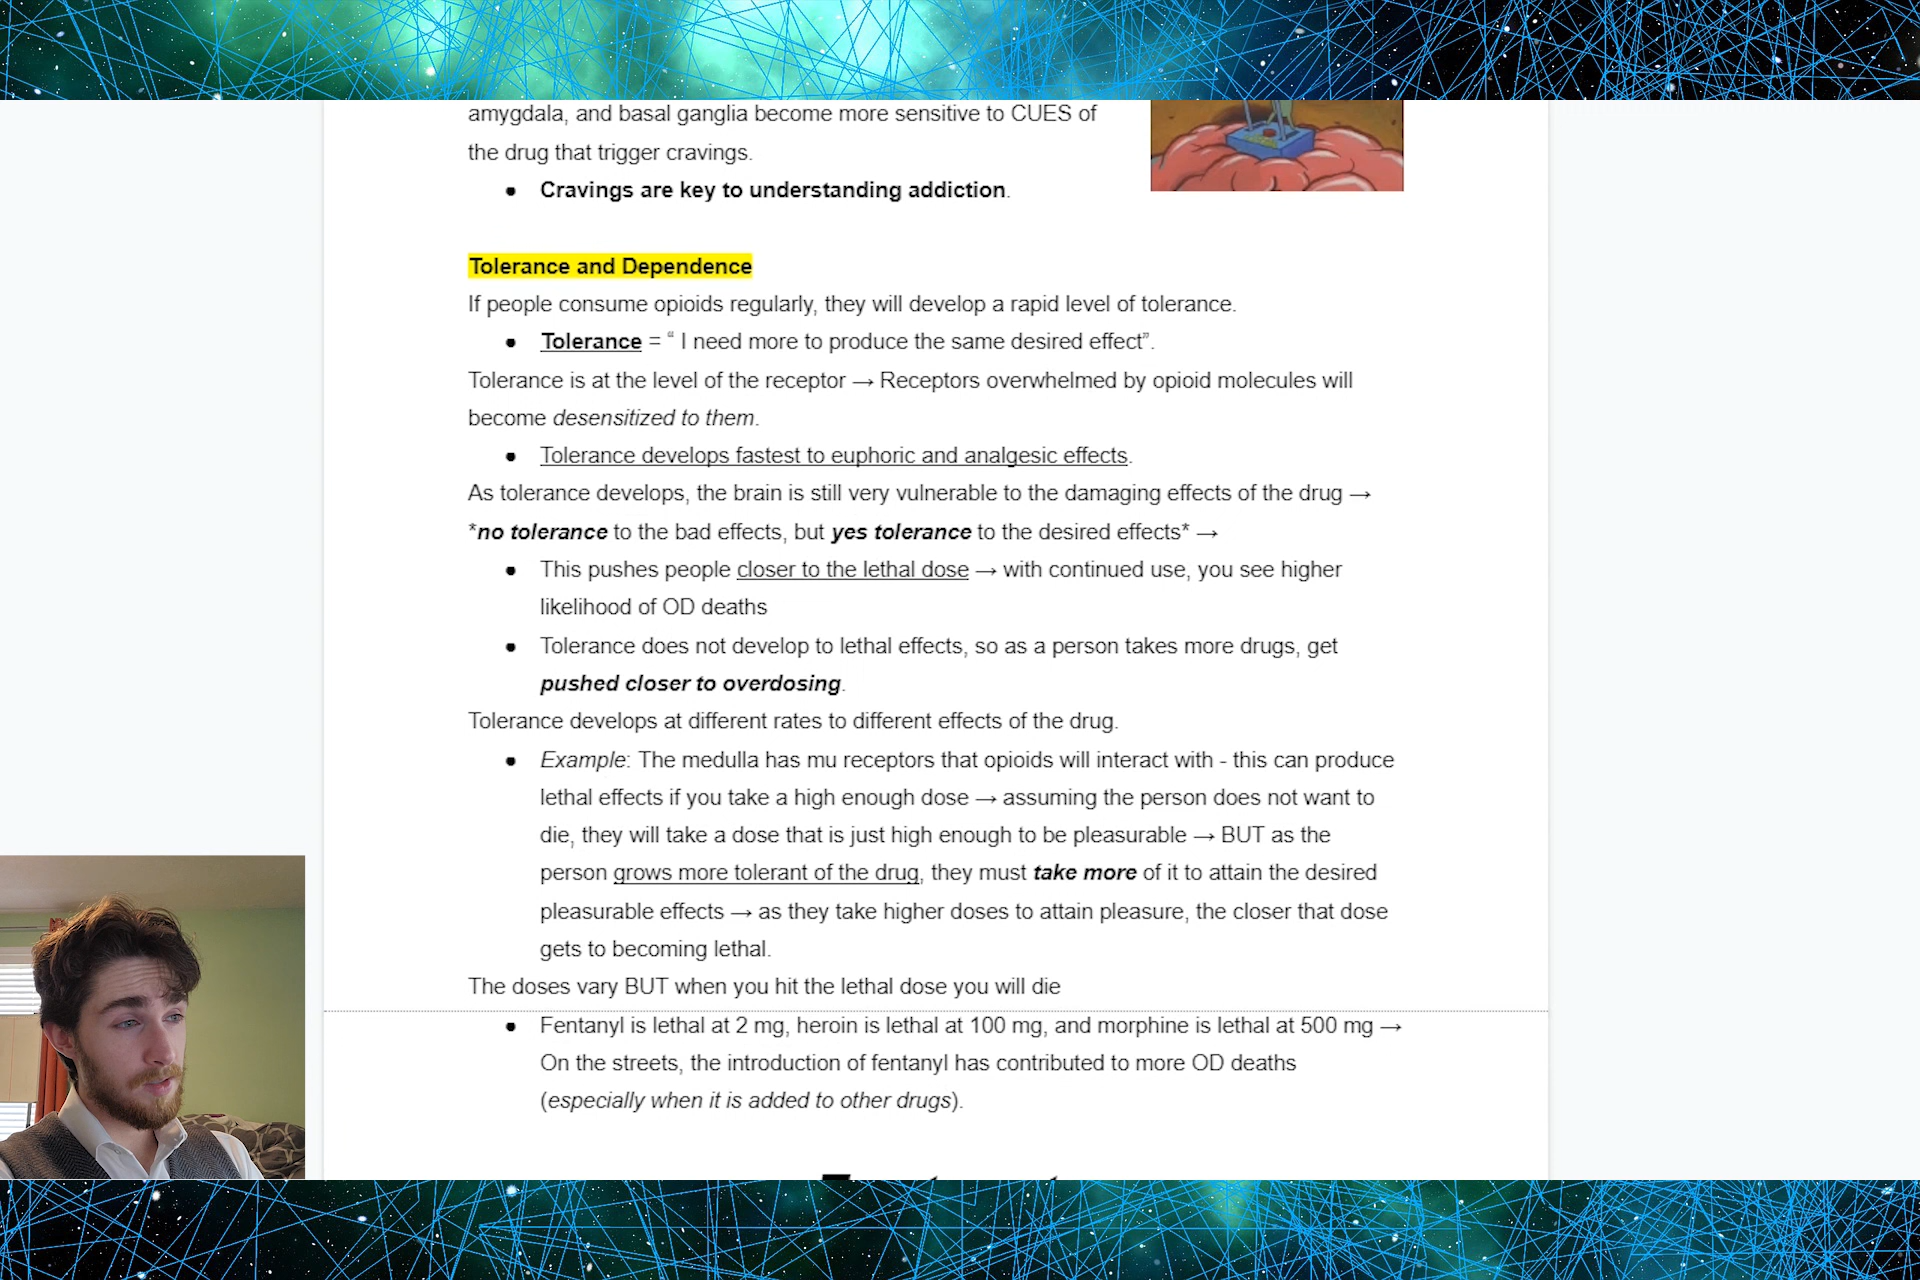 amygdala, and basal ganglia become more sensitive to CUES of
the drug that trigger cravings.
● Cravings are key to understanding addiction.
Tolerance and Dependence
If people consume opioids regularly, they will develop a rapid level of tolerance.
● Tolerance = “ I need more to produce the same desired effect”.
Tolerance is at the level of the receptor → Receptors overwhelmed by opioid molecules will
become desensitized to them.
● Tolerance develops fastest to euphoric and analgesic effects.
As tolerance develops, the brain is still very vulnerable to the damaging effects of the drug →
*no tolerance to the bad effects, but yes tolerance to the desired effects* →
● This pushes people closer to the lethal dose → with continued use, you see higher
likelihood of OD deaths
● Tolerance does not develop to lethal effects, so as a person takes more drugs, get
pushed closer to overdosing.
Tolerance develops at different rates to different effects of the drug.
● Example: The medulla has mu receptors that opioids will interact with - this can produce
lethal effects if you take a high enough dose → assuming the person does not want to
die, they will take a dose that is just high enough to be pleasurable → BUT as the
person grows more tolerant of the drug, they must take more of it to attain the desired
pleasurable effects → as they take higher doses to attain pleasure, the closer that dose
gets to becoming lethal.
The doses vary BUT when you hit the lethal dose you will die
● Fentanyl is lethal at 2 mg, heroin is lethal at 100 mg, and morphine is lethal at 500 mg →
On the streets, the introduction of fentanyl has contributed to more OD deaths
(especially when it is added to other drugs).